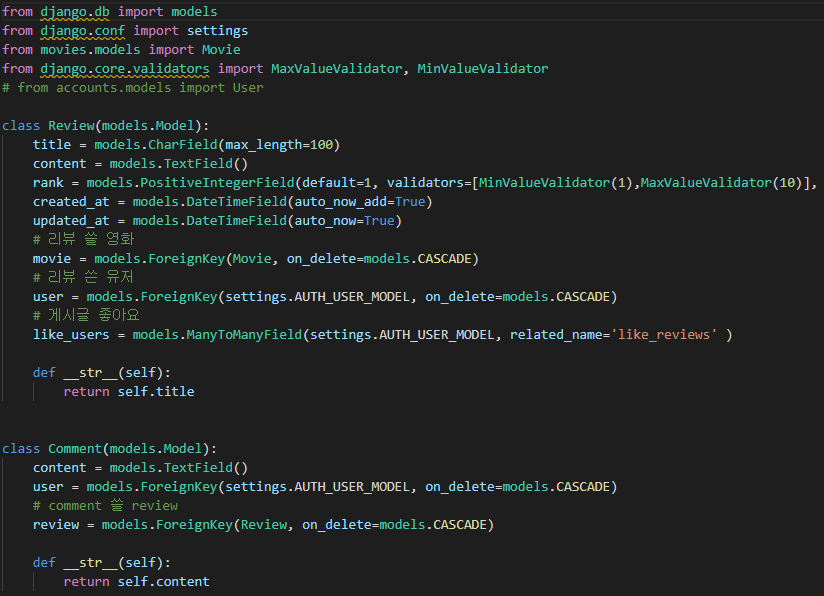 from django.db import models
from django.conf import settings
from movies.models import Movie
from django.core.validators import MaxValueValidator, MinValueValidator
# from accounts.models import User
class Review(models.Model):
title = models.CharField(max_length=100)
content = models.TextField()
rank = models.PositiveIntegerField(default=1, validators=[MinValueValidator(1),MaxValueValidator(10)],
created_at = models.DateTimeField(auto_now_add=True)
updated_at = models.DateTimeField(auto_now=True)
# 리뷰 쓸 영화
movie = models.ForeignKey(Movie, on_delete=models.CASCADE)
# 리뷰 쓴 유저
user = models.ForeignKey(settings.AUTH_USER_MODEL, on_delete=models.CASCADE)
# 게시글 좋아요
like_users = models.ManyToManyField(settings.AUTH_USER_MODEL, related_name='like_reviews' )
def __str__(self):
return self.title
class Comment(models.Model):
content = models.TextField()
user = models.ForeignKey(settings.AUTH_USER_MODEL, on_delete=models.CASCADE)
# comment 쓸 review
review = models.ForeignKey(Review, on_delete=models.CASCADE)
def __str__(self):
return self.content